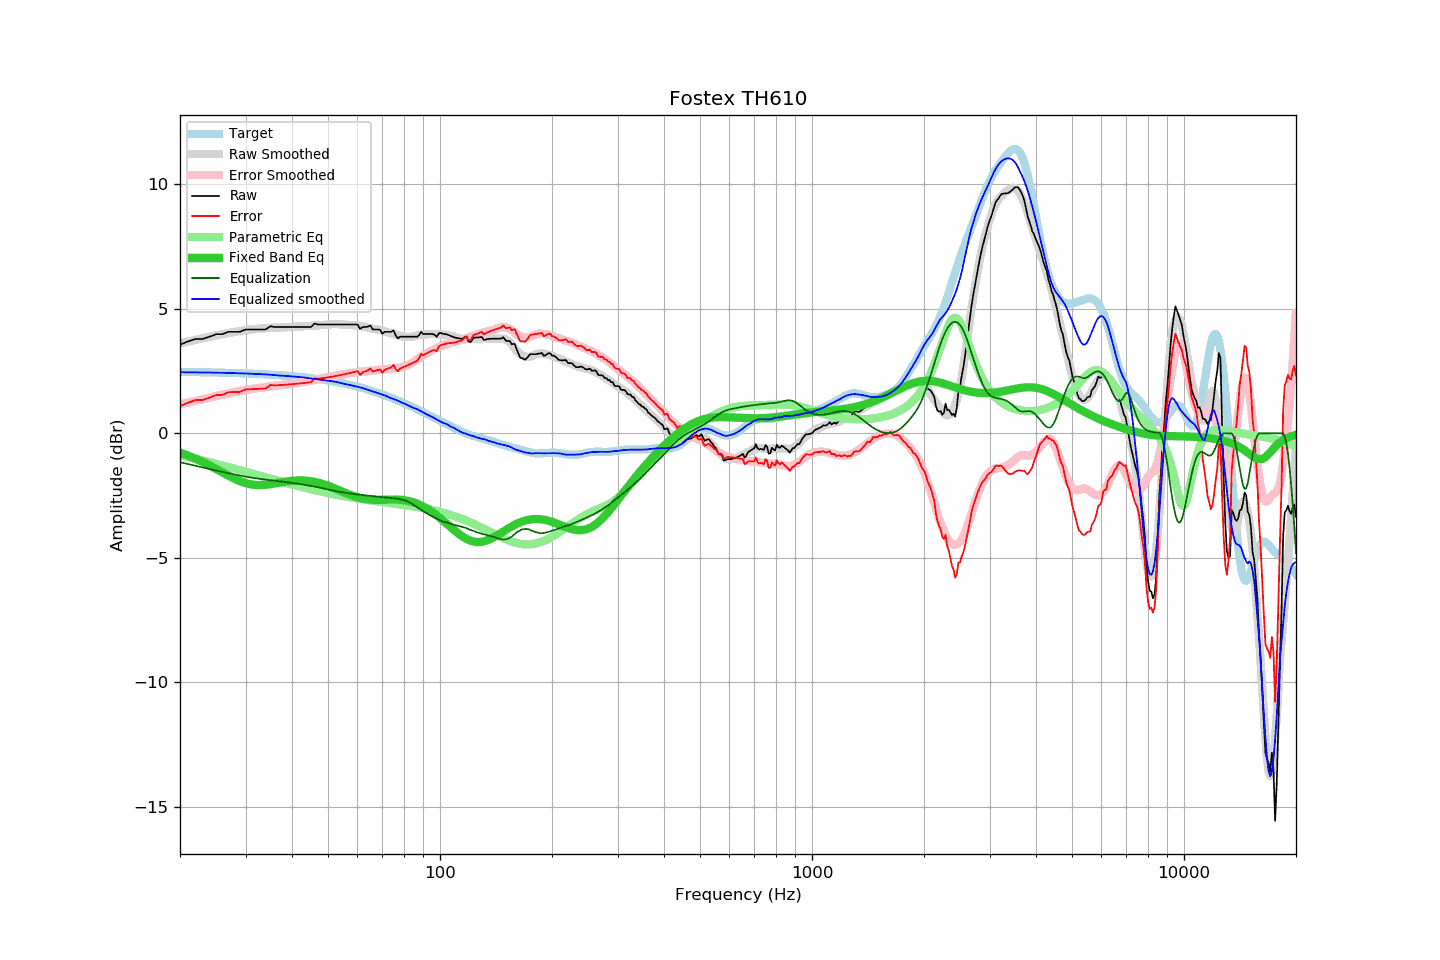 Fostex TH610
Target
Raw Smoothed
Error Smoothed
Raw
Error
Parametric Eq
Fixed Band Eq
Equalization
Equalized smoothed
10
5
0
−5
−10
−15
Amplitude (dBr)
100
1000
10000
Frequency (Hz)